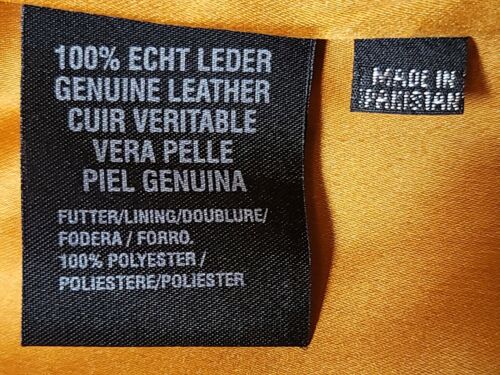 100% ECHT LEDER
GENUINE LEATHER
CUIR VERITABLE
VERA PELLE
PIEL GENUINA
FUTTER/LINING/DOUBLURE/
FODERA / FORRO.
100% POLYESTER /
POLIESTERE/POLIESTER
MADE IN
PAKISTAN